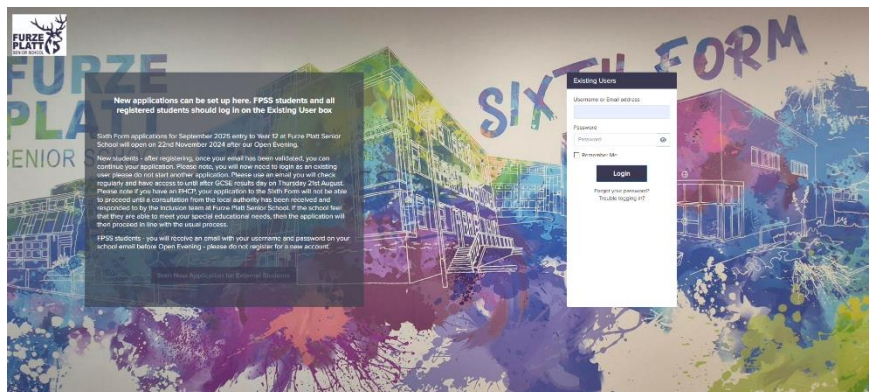 FURZE
PLATT
SENIOR SCHOOL
FURZE
PLATT
SENIOR S
SIXTH FORM
New applications can be set up here. FPSS students and all
registered students should log in on the Existing User box
Sixth Form applications for September 2025 entry to Year 12 at Furze Platt Senior
School will open on 22nd November 2024 after our Open Evening.
New students - after registering, once your email has been validated, you can
continue your application. Please note, you will now need to login as an existing
user please do not start another application. Please use an email you will check
regularly and have access to until after GCSE results day on Thursday 21st August.
Please note if you have an EHCP, your application to the Sixth Form will not be able
to proceed until a consultation from the local authority has been received and
responded to by the Inclusion team at Furze Platt Senior School. If the school feel
that they are able to meet your special educational needs, then the application will
then proceed in line with the usual process.
FPSS students - you will receive an email with your username and password on your
school email before Open Evening - please do not register for a new account.
Start New Application for External Students
Existing Users
Username or Email address
Password
Password
Remember Me
Login
Forgot your password?
Trouble logging in?